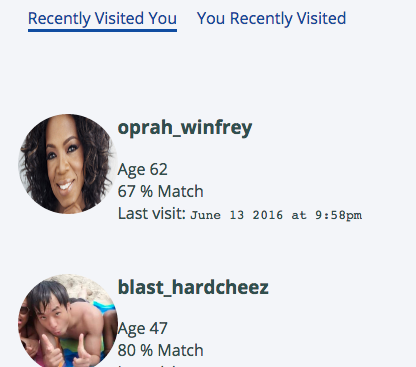 Recently Visited You You Recently Visited
oprah_winfrey
Age 62
67 % Match
Last visit: June 13 2016 at 9:58pm
blast_hardcheez
Age 47
80 % Match